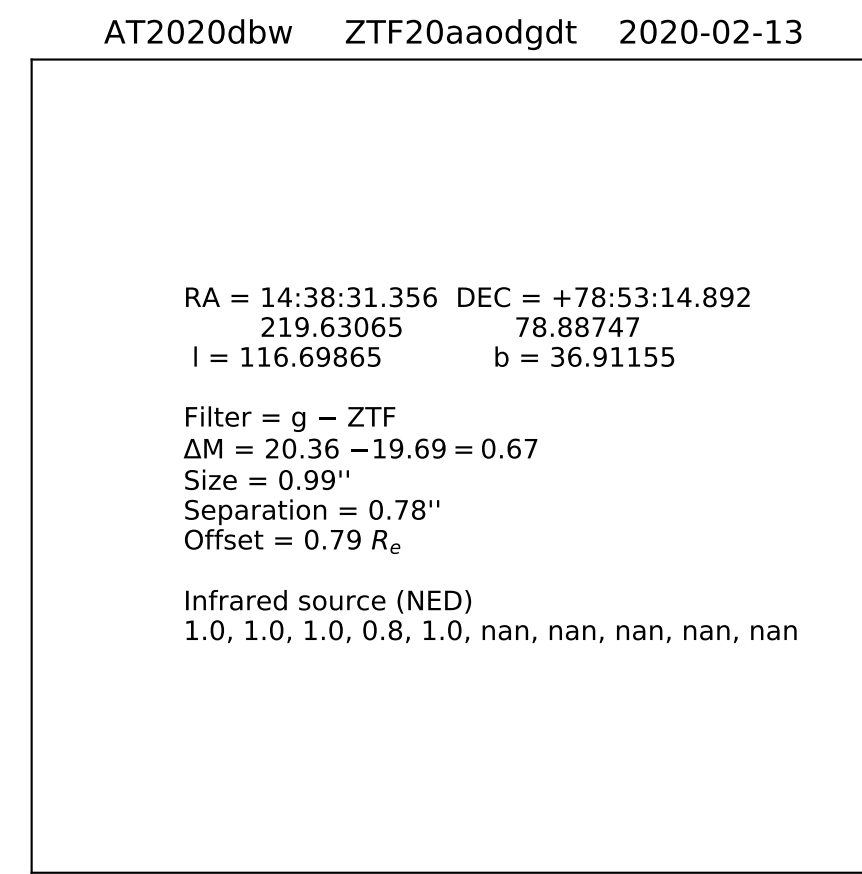 AT2020dbw ZTF20aaodgdt 2020-02-13
RA = 14:38:31.356 DEC = +78:53:14.892
219.63065 78.88747
l = 116.69865 b = 36.91155
Filter = g − ZTF
ΔM = 20.36 −19.69 = 0.67
Size = 0.99''
Separation = 0.78''
Offset = 0.79 Re
Infrared source (NED)
1.0, 1.0, 1.0, 0.8, 1.0, nan, nan, nan, nan, nan